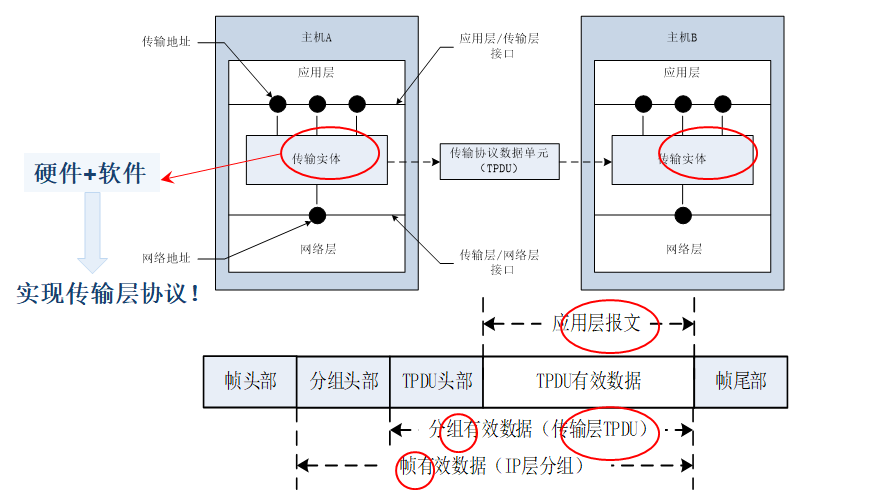 主机A
主机B
传输地址
应用层/传输层
接口
应用层
应用层
传输实体
传输协议数据单元
(TPDU)
传输实体
硬件+软件
网络地址
网络层
传输层/网络层
接口
网络层
实现传输层协议!
应用层报文
帧头部
分组头部
TPDU头部
TPDU有效数据
帧尾部
分组有效数据(传输层TPDU)
帧有效数据(IP层分组)